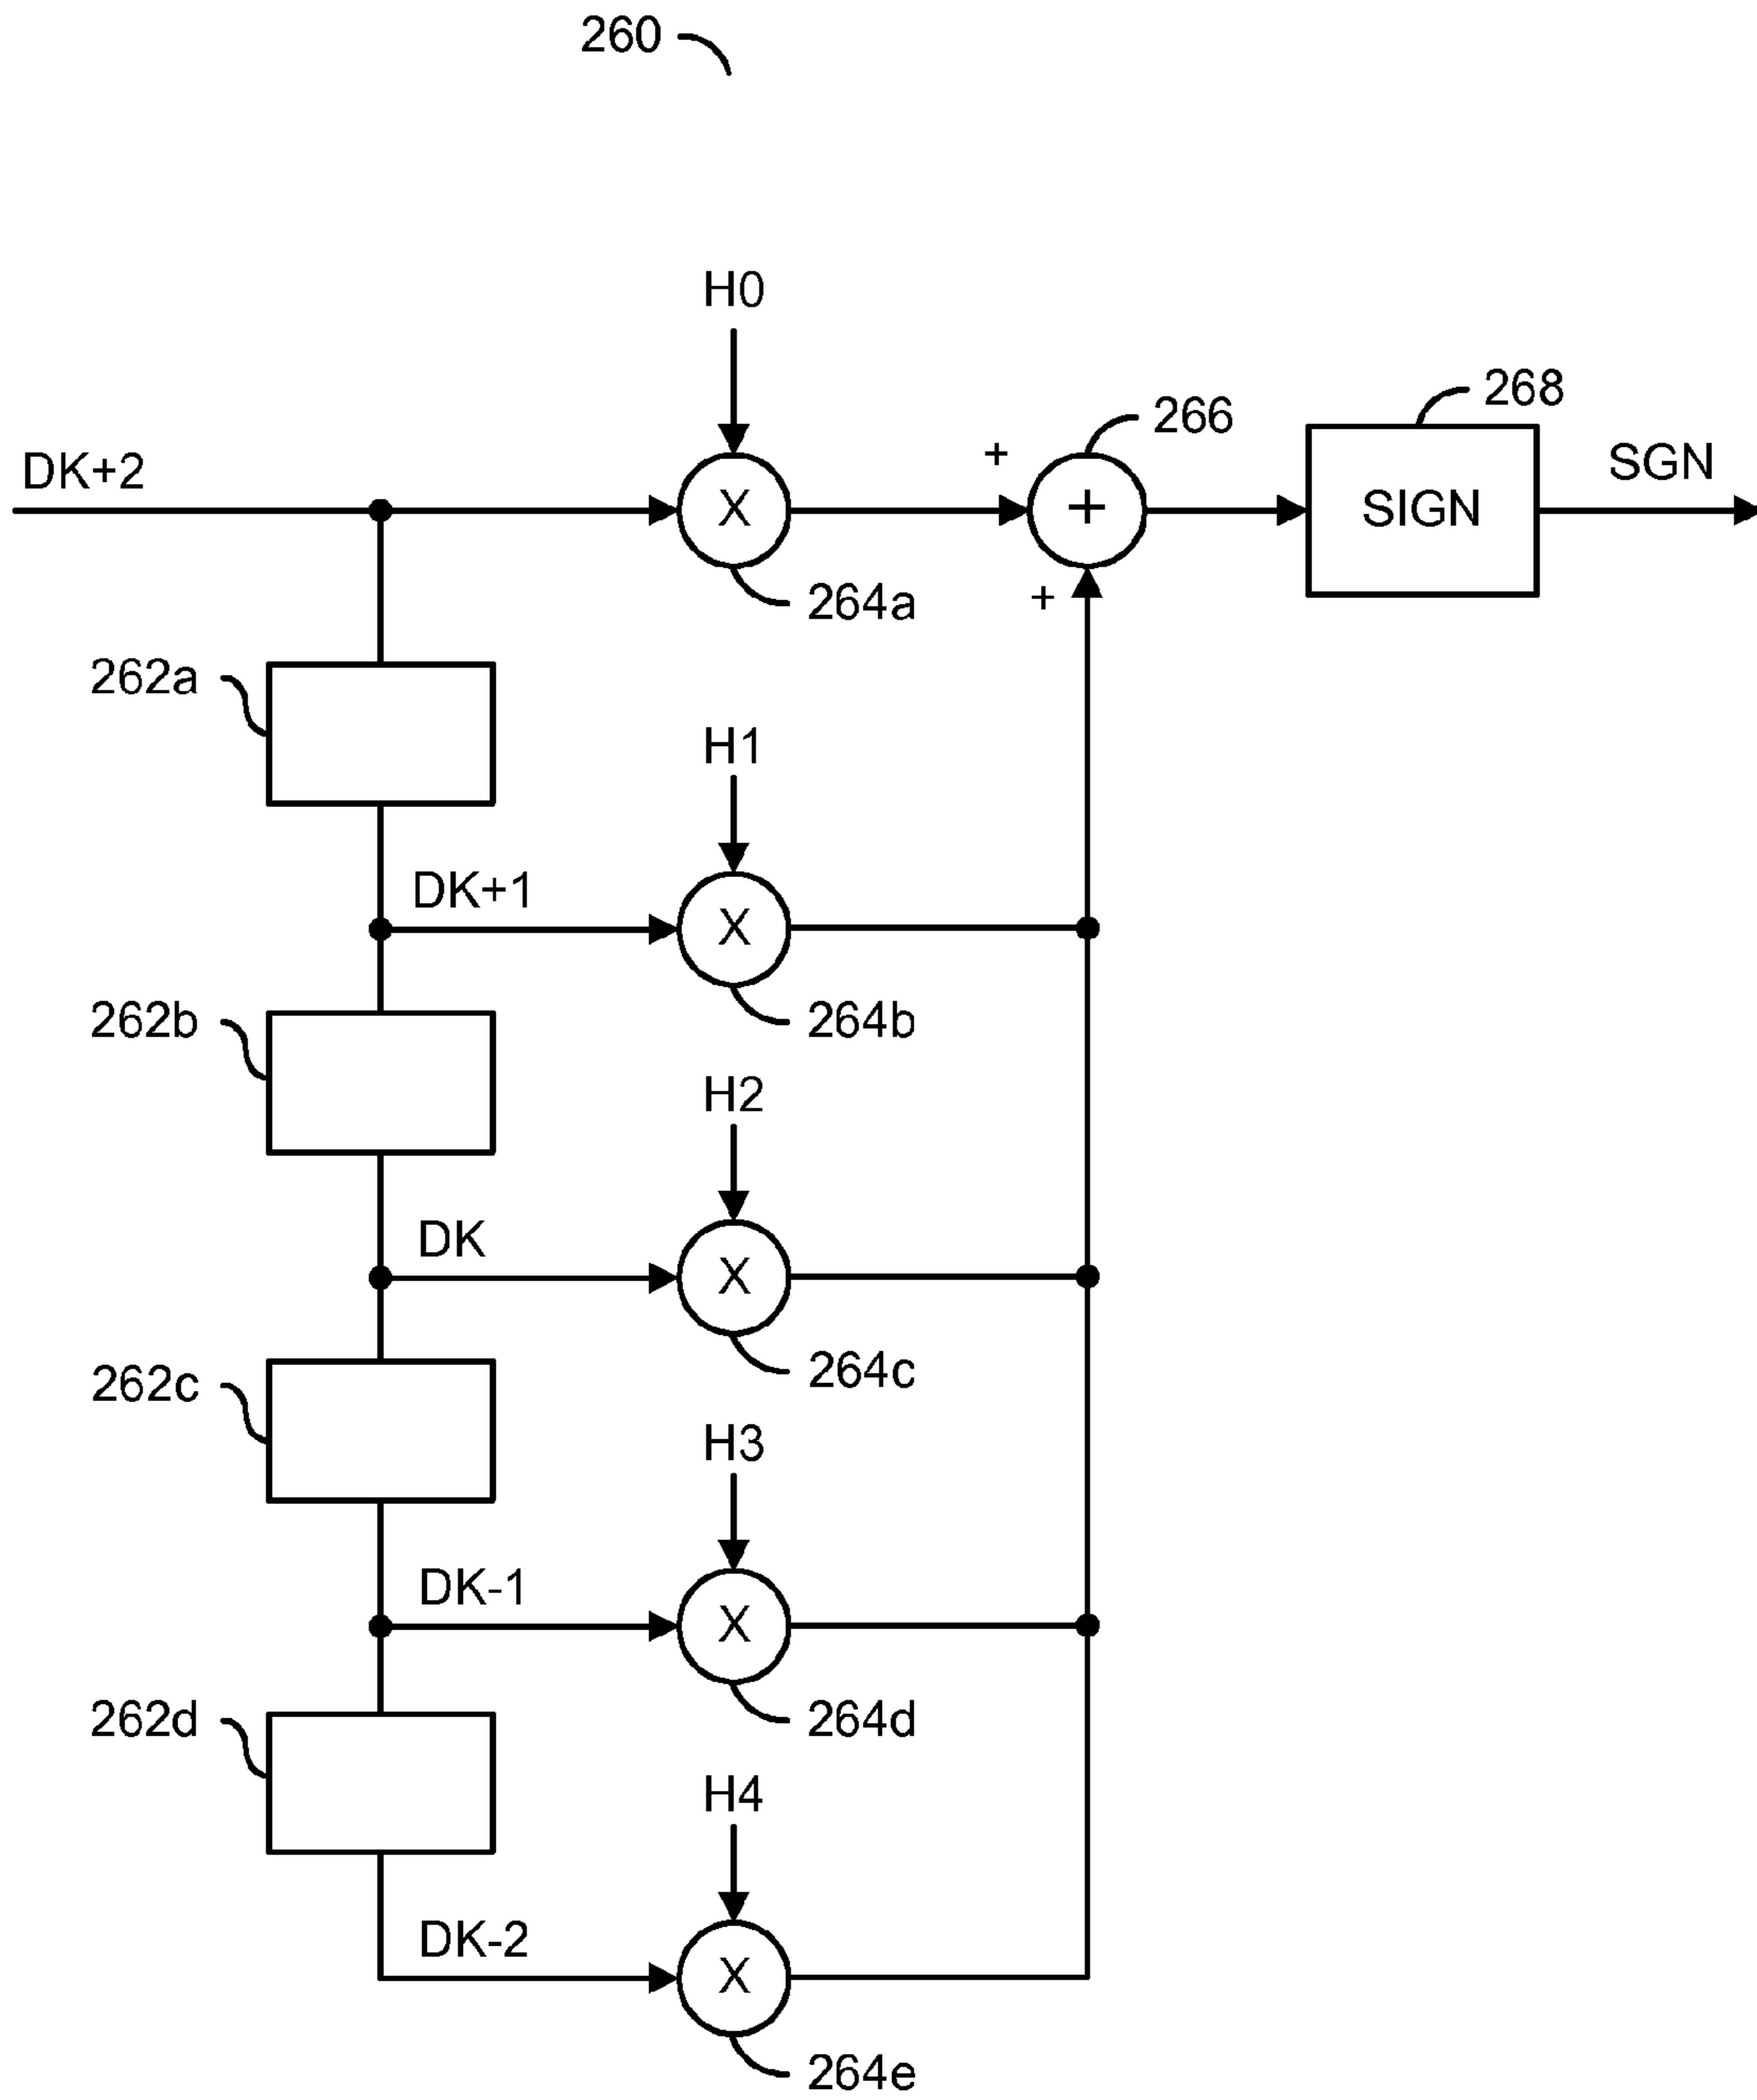 260
H0
268
266
DK+2
+
SGN
X
+
SIGN
264a
+
262a
H1
DK+1
X
262b
264b
H2
DK
X
262c
264c
H3
DK-1
X
262d
264d
H4
DK-2
X
264e